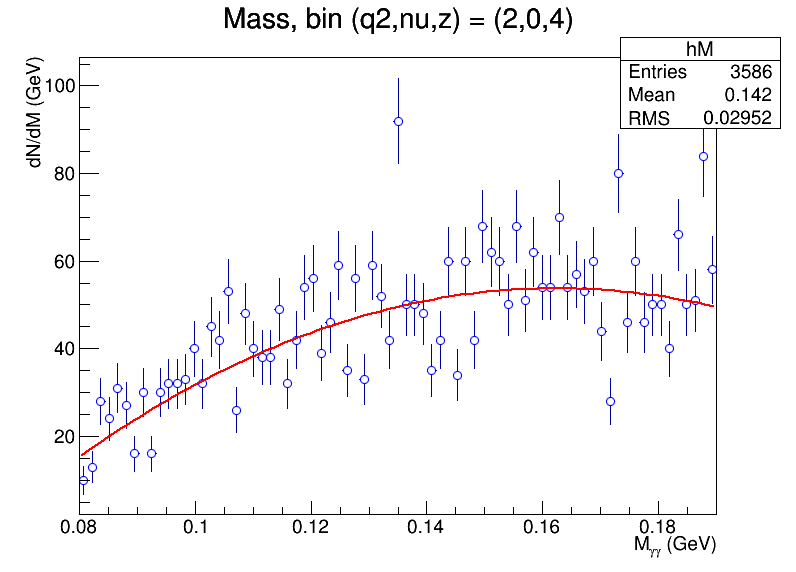 Mass, bin (q2,nu,z) = (2,0,4)
hM
Entries 3586
Mean 0.142
RMS 0.02952
dN/dM (GeV)
100
80
60
40
20
0.08 0.1 0.12 0.14 0.16 0.18
Mγγ (GeV)